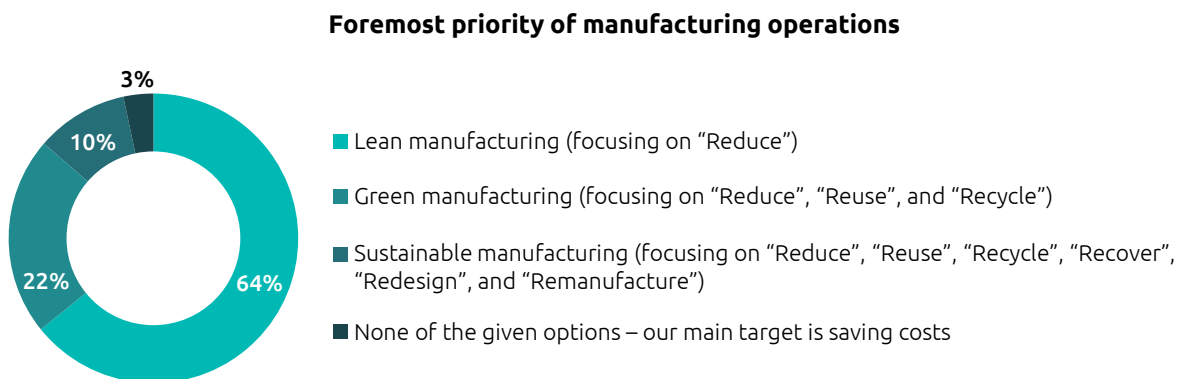 Foremost priority of manufacturing operations
3%
10%
22%
64%
Lean manufacturing (focusing on “Reduce”)
Green manufacturing (focusing on “Reduce”, “Reuse”, and “Recycle”)
Sustainable manufacturing (focusing on “Reduce”, “Reuse”, “Recycle”, “Recover”,
“Redesign”, and “Remanufacture”)
None of the given options – our main target is saving costs